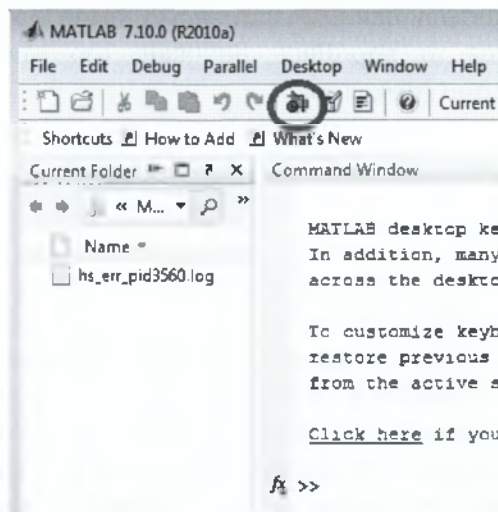 MATLAB 7.10.0 (R2010a)
File Edit Debug Parallel Desktop Window Help
Current
Shortcuts How to Add What's New
Current Folder
Command Window
« M...
»
Name
hs_err_pid3560.log
MATLAB desktop ke
In addition, many
across the deskto
To customize keyb
restore previous
from the active s
Click here if you
fx >>